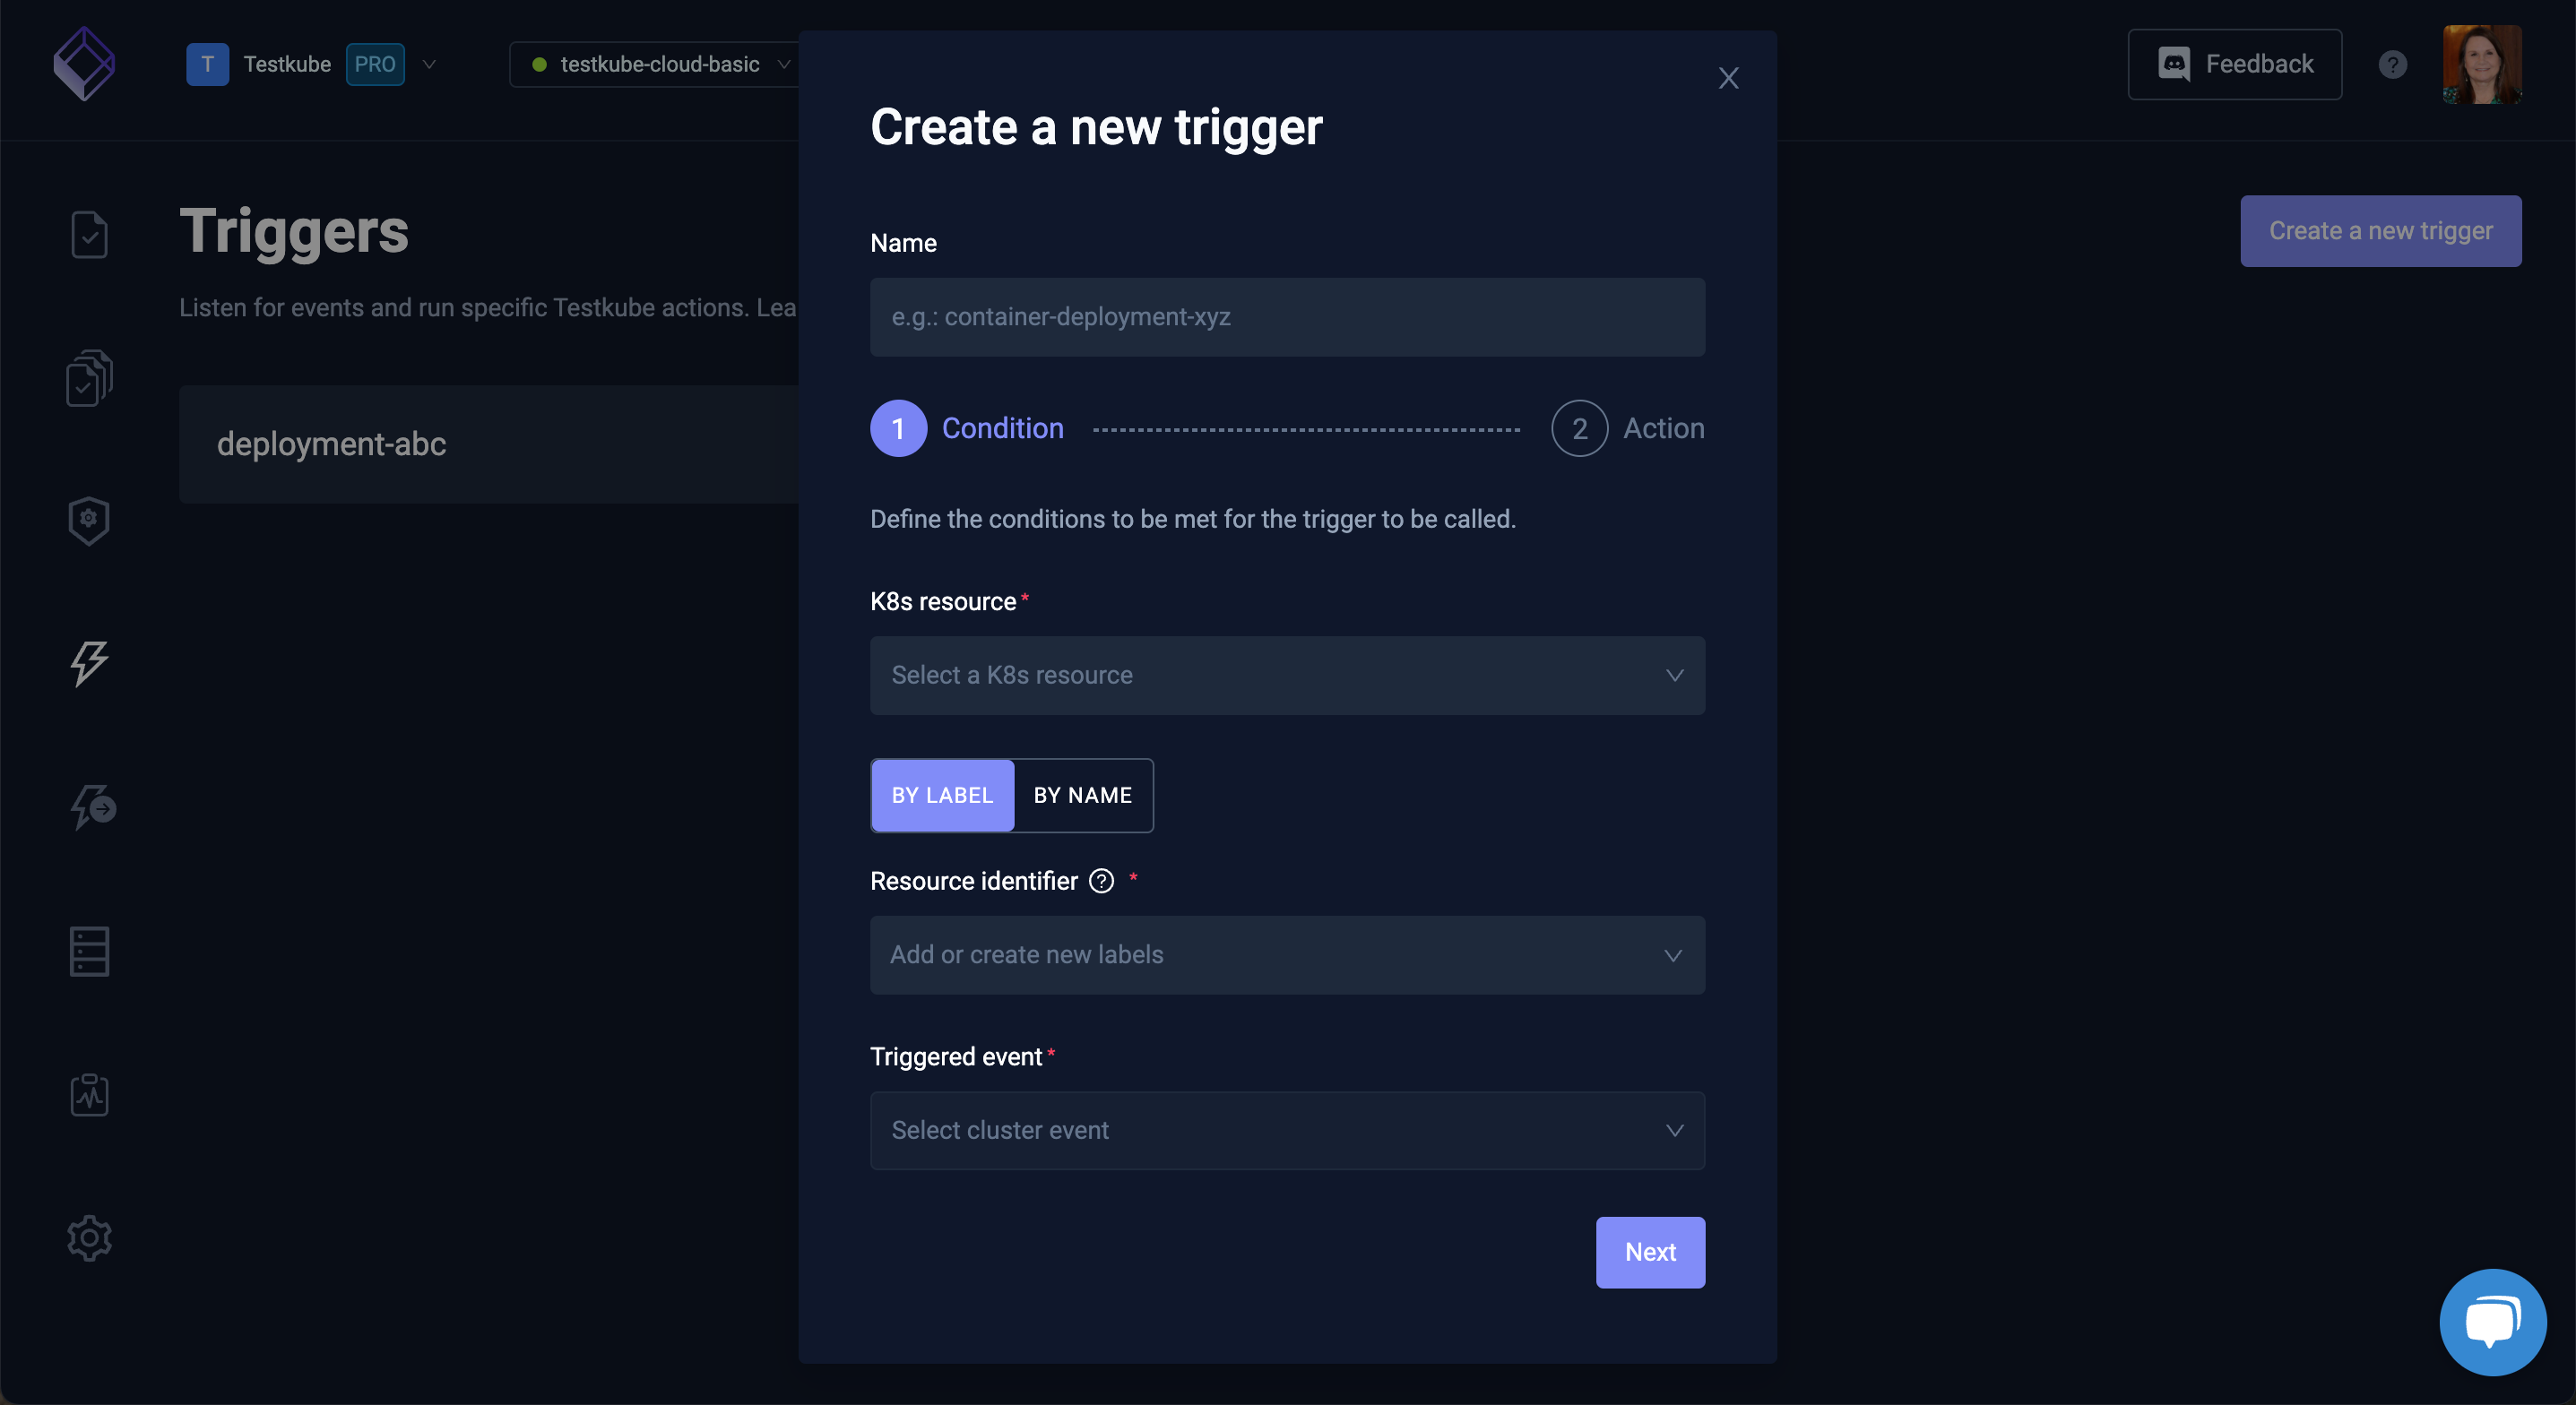 T Testkube PRO
testkube-cloud-basic
Feedback
?
Triggers
Create a new trigger
Listen for events and run specific Testkube actions. Lea
deployment-abc
Create a new trigger
Name
e.g.: container-deployment-xyz
1 Condition
2 Action
Define the conditions to be met for the trigger to be called.
K8s resource*
Select a K8s resource
BY LABEL BY NAME
Resource identifier ? *
Add or create new labels
Triggered event*
Select cluster event
Next